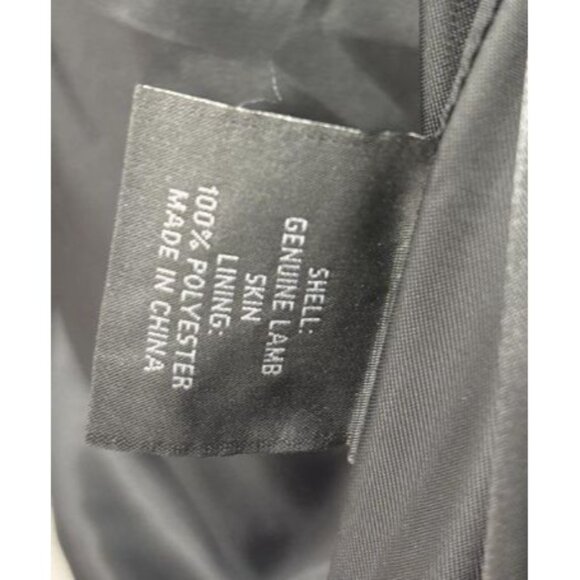 SHELL:
GENUINE LAMB
SKIN
LINING:
100% POLYESTER
MADE IN CHINA